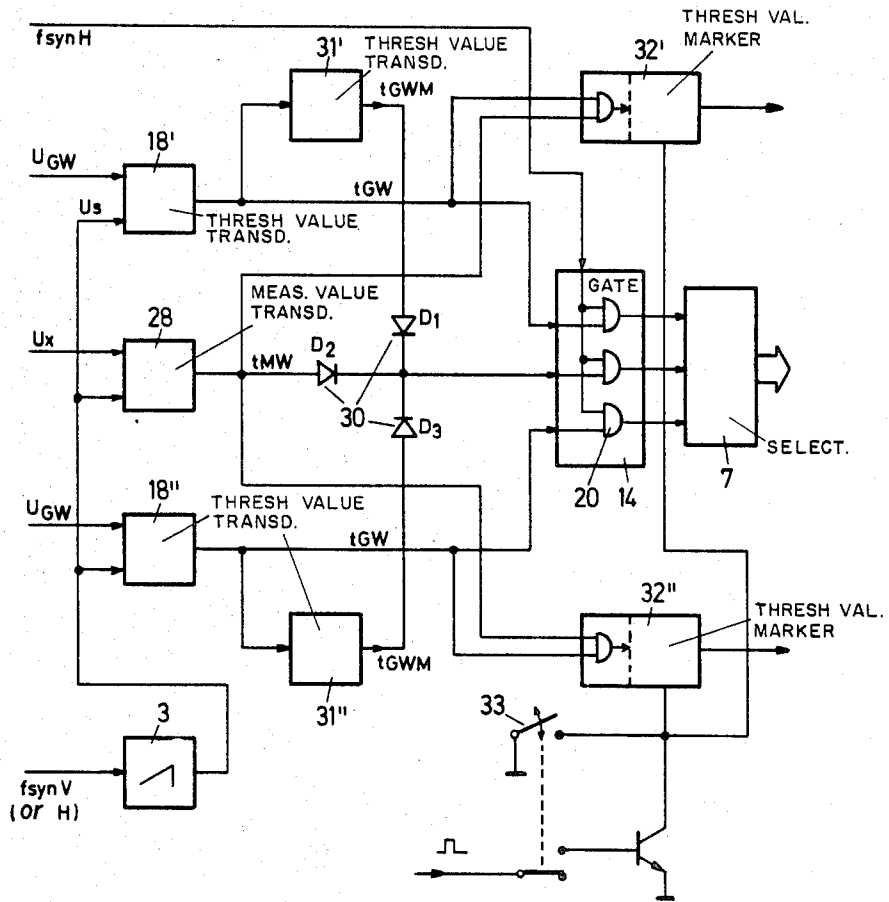 fsynH
31'
THRESH VALUE
TRANSD.
tGWM
THRESH VAL.
MARKER
32'
18'
UGW
Us
THRESH VALUE
TRANSD.
tGW
MEAS. VALUE
TRANSD.
28
Ux
tMW
D1
D2
30
D3
GATE
20
14
7
SELECT.
18"
UGW
THRESH VALUE
TRANSD.
tGW
31"
tGWM
32"
THRESH VAL.
MARKER
3
fsynV
(or H)
33